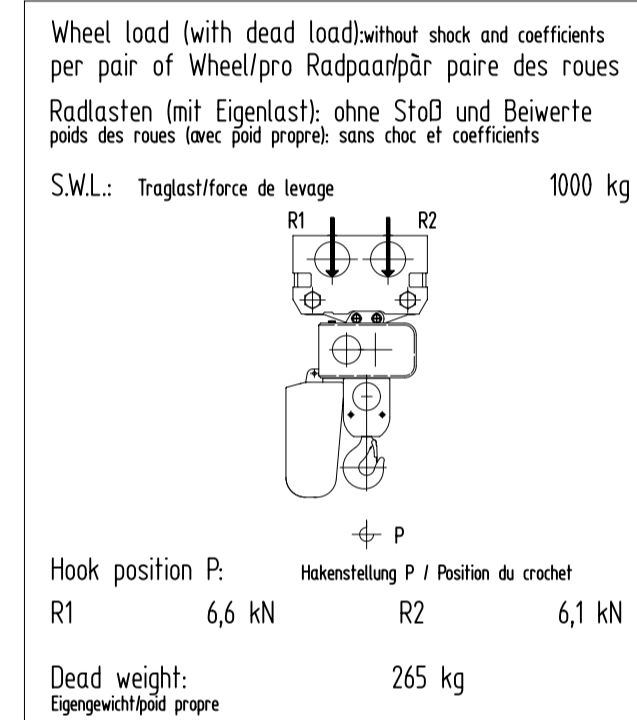 Wheel load (with dead load):without shock and coefficients
per pair of Wheel/pro Radpaar/pàr paire des roues
Radlasten (mit Eigenlast): ohne Stoß und Beiwerte
poids des roues (avec poid propre): sans choc et coefficients
S.W.L.: Traglast/force de levage 1000 kg
R1 R2
P
Hook position P: Hakenstellung P / Position du crochet
R1 6,6 kN R2 6,1 kN
Dead weight: 265 kg
Eigengewicht/poid propre